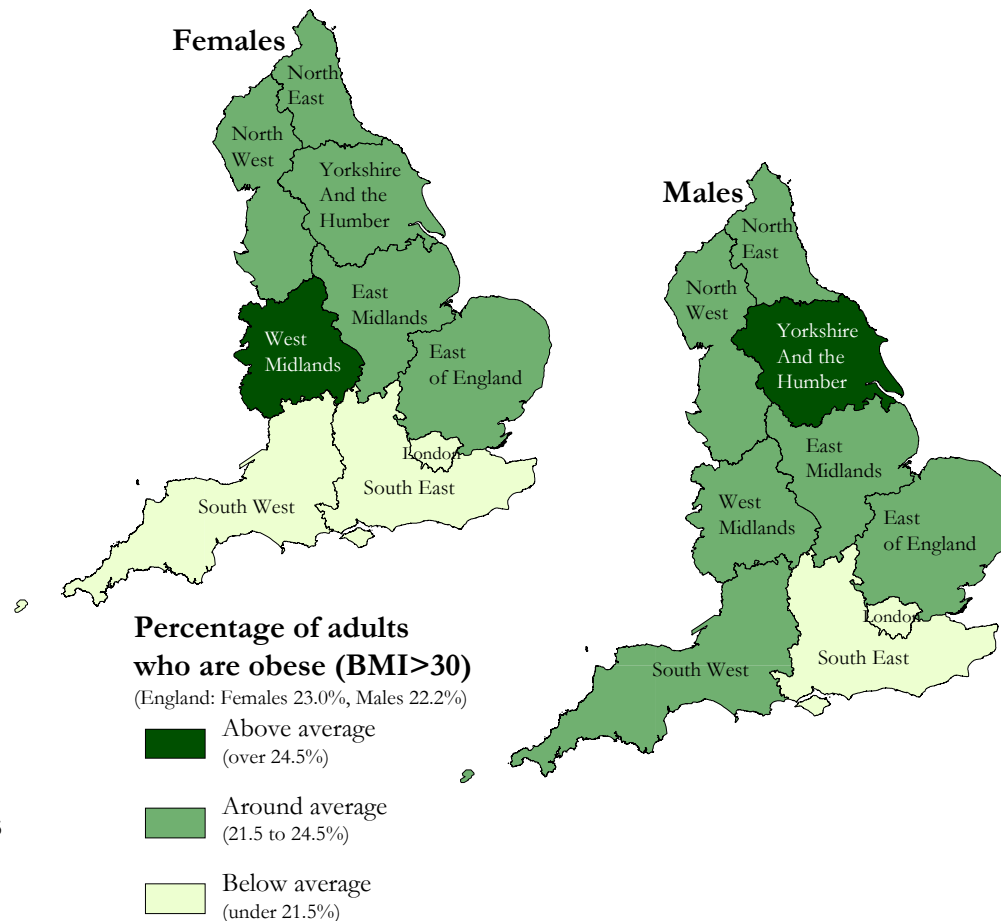 Females
North
East
North
West
Yorkshire
And the
Humber
East
Midlands
West
Midlands
East
of England
London
South East
South West
Males
North
East
North
West
Yorkshire
And the
Humber
East
Midlands
West
Midlands
East
of England
London
South East
South West
Percentage of adults
who are obese (BMI>30)
(England: Females 23.0%, Males 22.2%)
Above average
(over 24.5%)
Around average
(21.5 to 24.5%)
Below average
(under 21.5%)